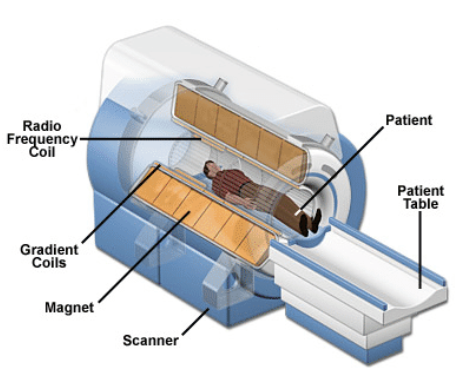 Radio
Frequency
Coil
Patient
Patient
Table
Gradient
Coils
Magnet
Scanner